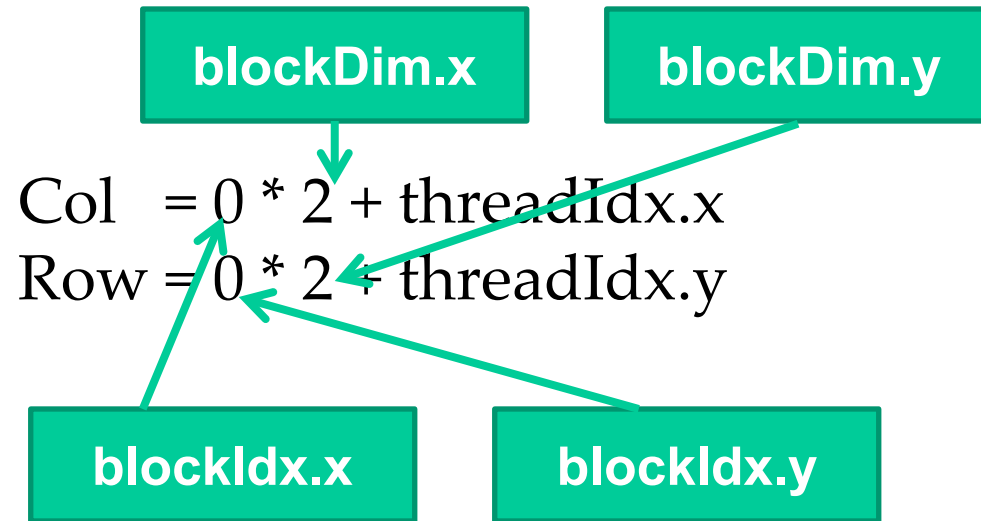 blockDim.x blockDim.y
Col = 0 * 2 + threadIdx.x
Row = 0 * 2 + threadIdx.y
blockIdx.x blockIdx.y